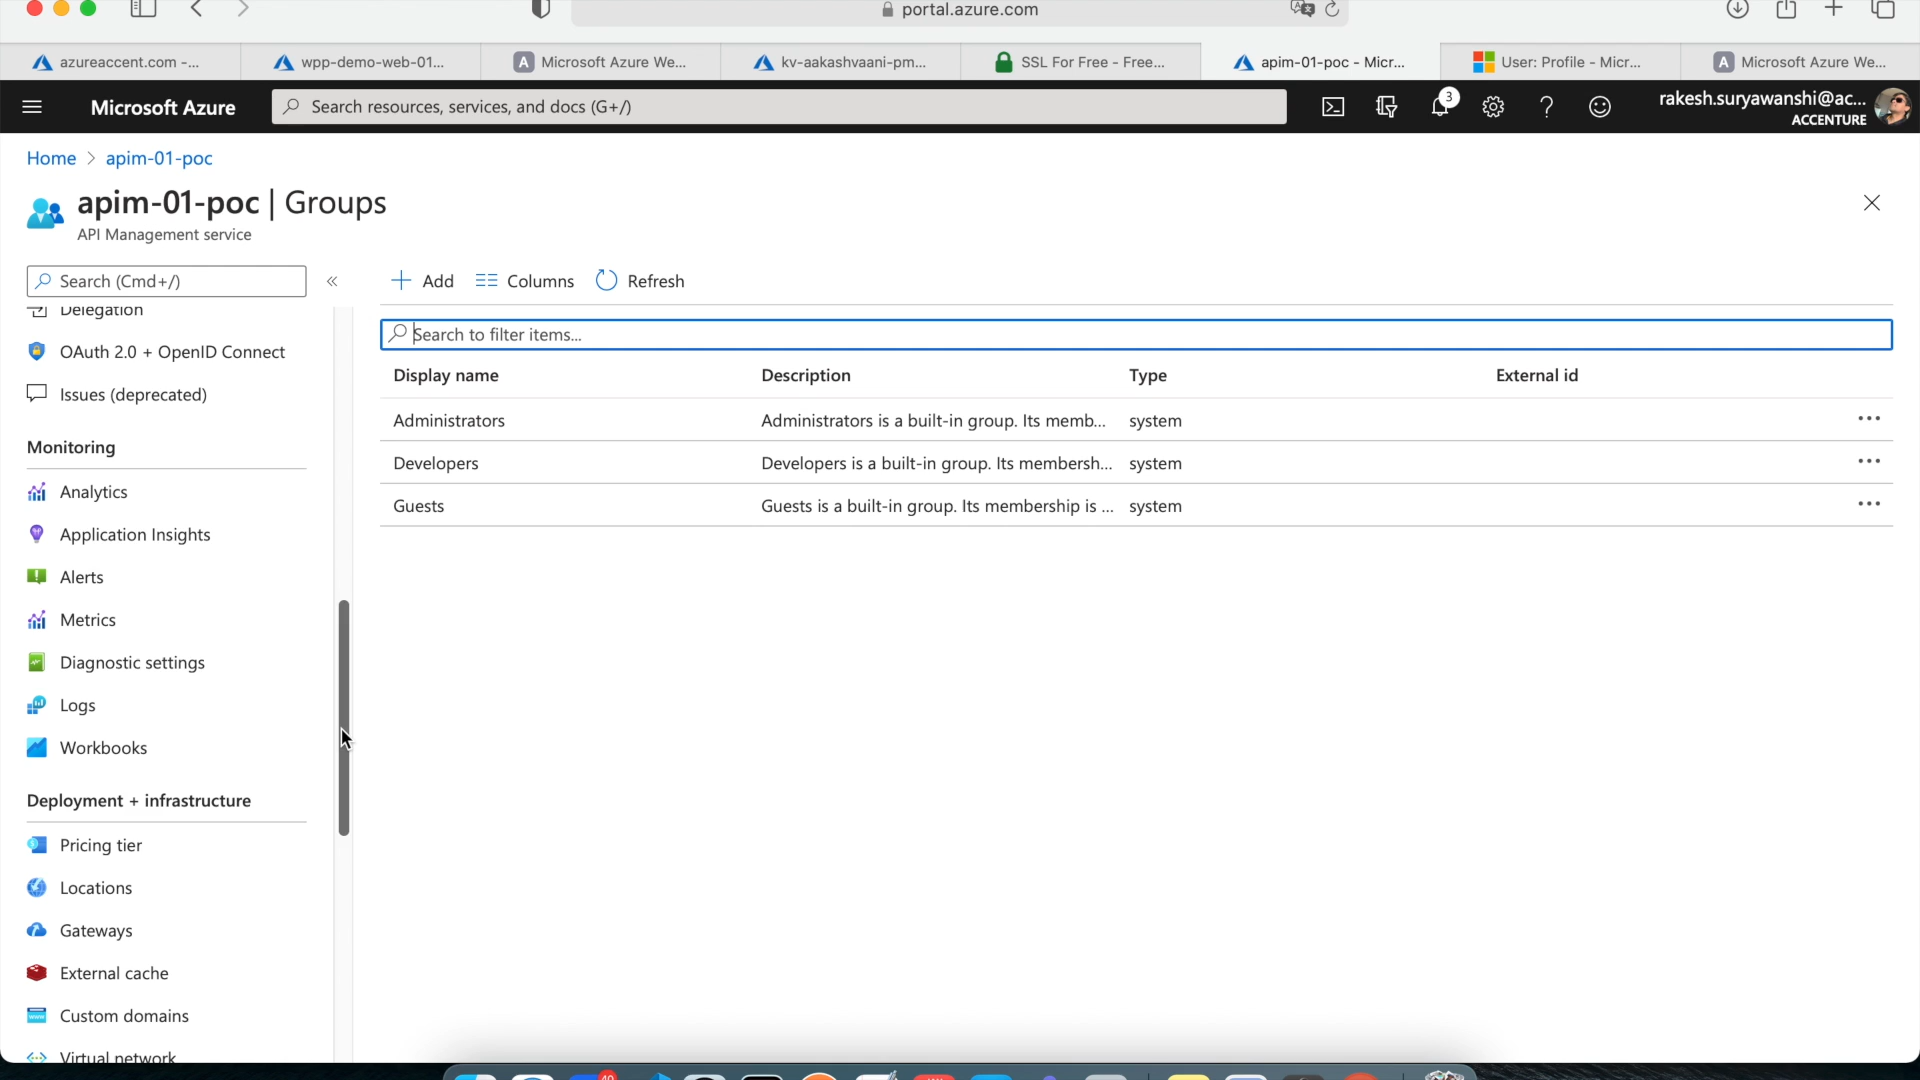 portal.azure.com
azureaccent.com -...
wpp-demo-web-01...
A Microsoft Azure We...
kv-aakashvaani-pm...
SSL For Free - Free...
apim-01-poc - Micr...
User: Profile - Micr...
A Microsoft Azure We...
Microsoft Azure
Search resources, services, and docs (G+/)
3
rakesh.suryawanshi@ac...
ACCENTURE
Home > apim-01-poc
apim-01-poc | Groups
API Management service
Search (Cmd+/)
«
+ Add
Columns
Refresh
Search to filter items...
Delegation
OAuth 2.0 + OpenID Connect
Issues (deprecated)
Monitoring
Analytics
Application Insights
Alerts
Metrics
Diagnostic settings
Logs
Workbooks
Deployment + infrastructure
Pricing tier
Locations
Gateways
External cache
Custom domains
Virtual network
Display name Description Type External id
Administrators Administrators is a built-in group. Its memb... system
Developers Developers is a built-in group. Its membersh... system
Guests Guests is a built-in group. Its membership is ... system
40